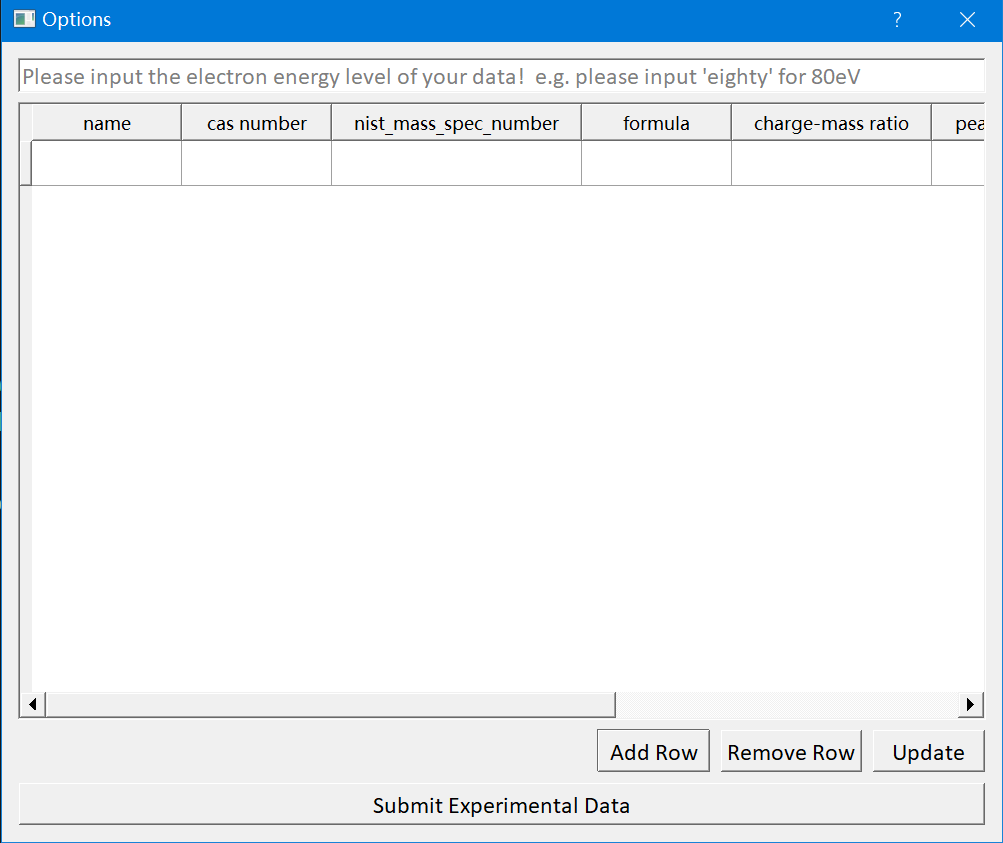 Options
Please input the electron energy level of your data!  e.g. please input 'eighty' for 80eV
name cas number nist_mass_spec_number formula charge-mass ratio pea
Add Row Remove Row Update
Submit Experimental Data